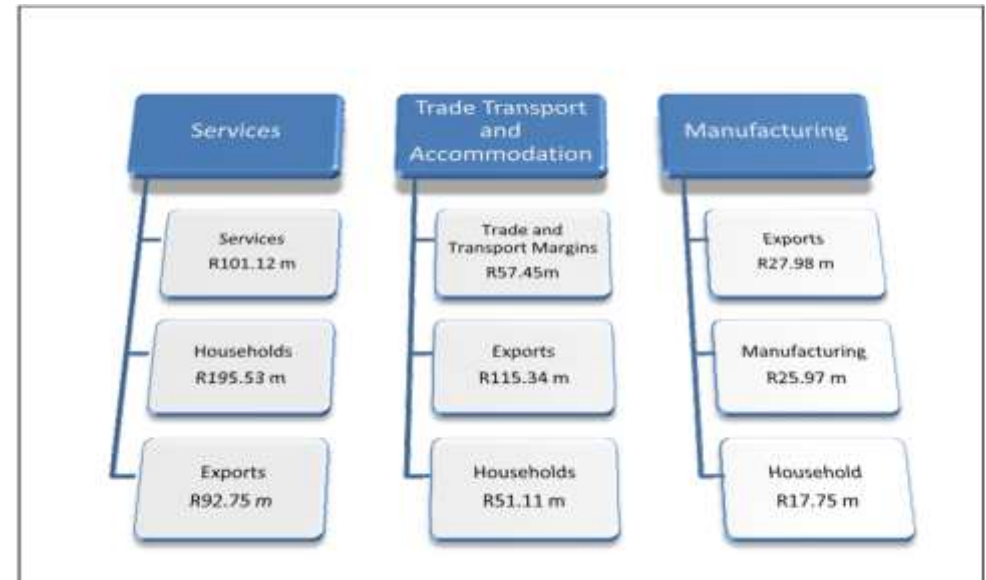 Services
Services
R101.12 m
Households
R195.53 m
Exports
R92.75 m
Trade Transport
and
Accommodation
Trade and
Transport Margins
R57.45m
Exports
R115.34 m
Households
R51.11 m
Manufacturing
Exports
R27.98 m
Manufacturing
R25.97 m
Household
R17.75 m